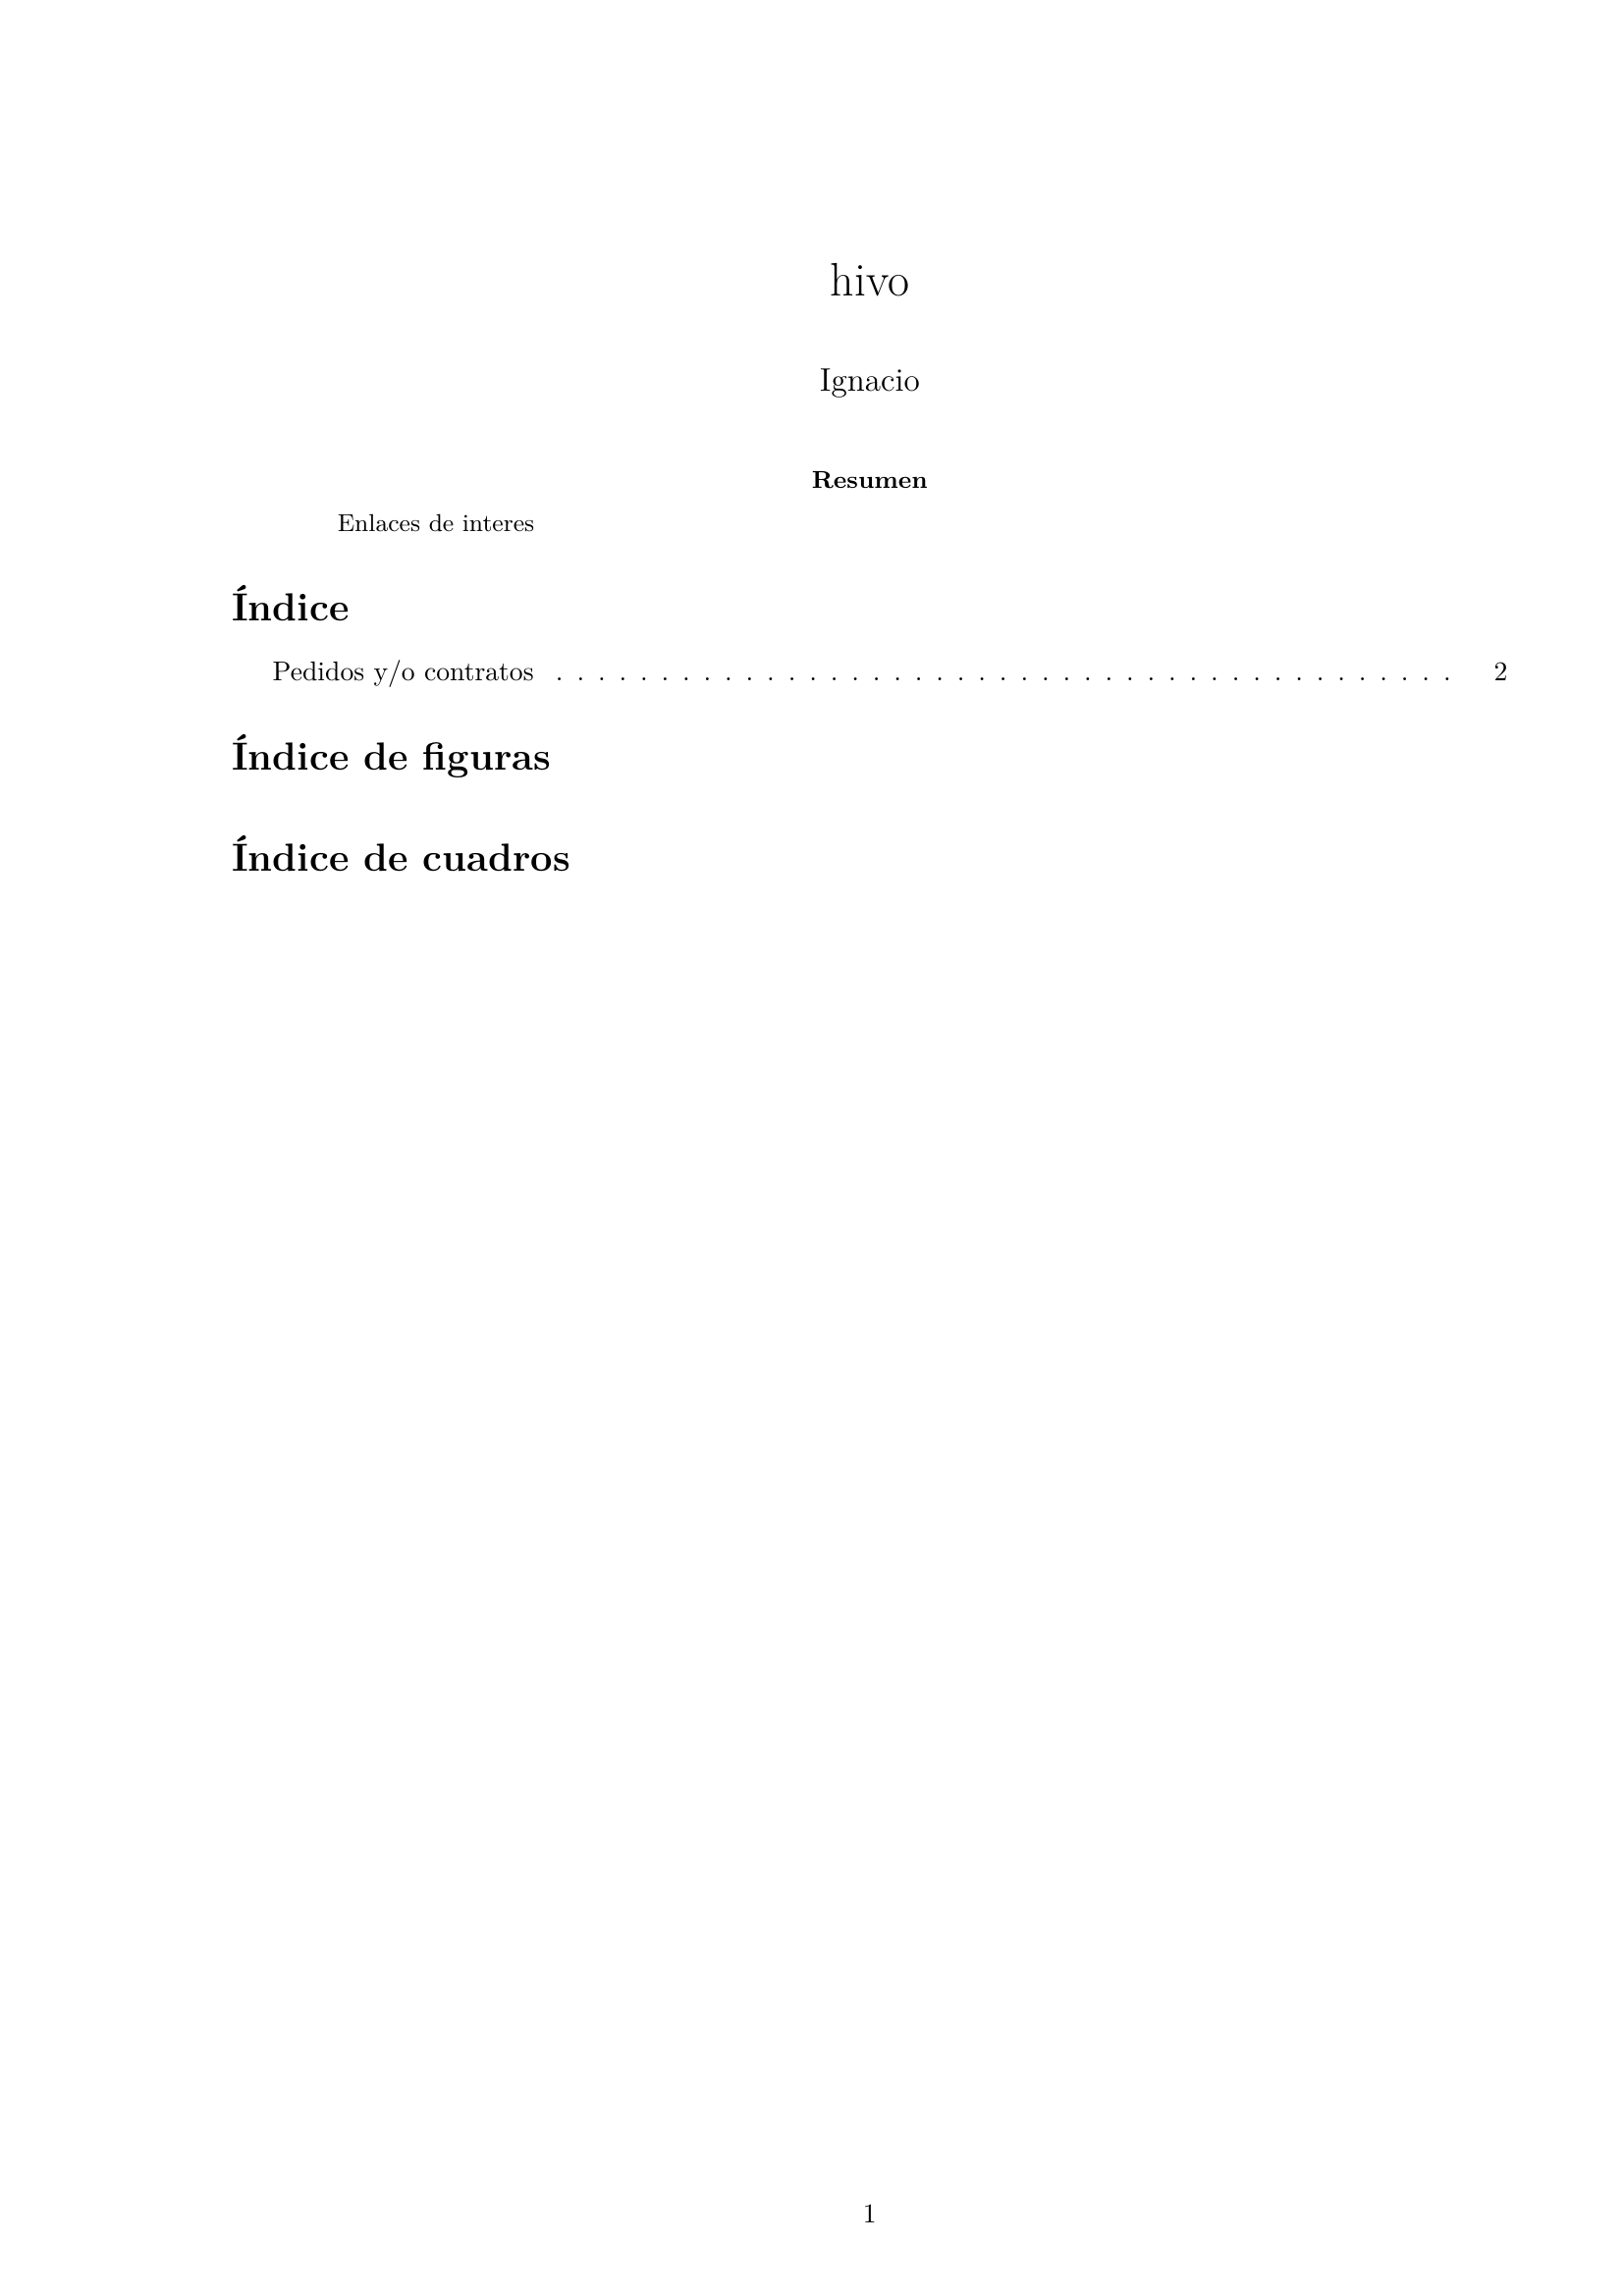 hivo
Ignacio
Resumen
Enlaces de interes
Índice
Pedidos y/o contratos . . . . . . . . . . . . . . . . . . . . . . . . . . . . . . . . . . . . . . . . . . . 2
Índice de figuras
Índice de cuadros
1